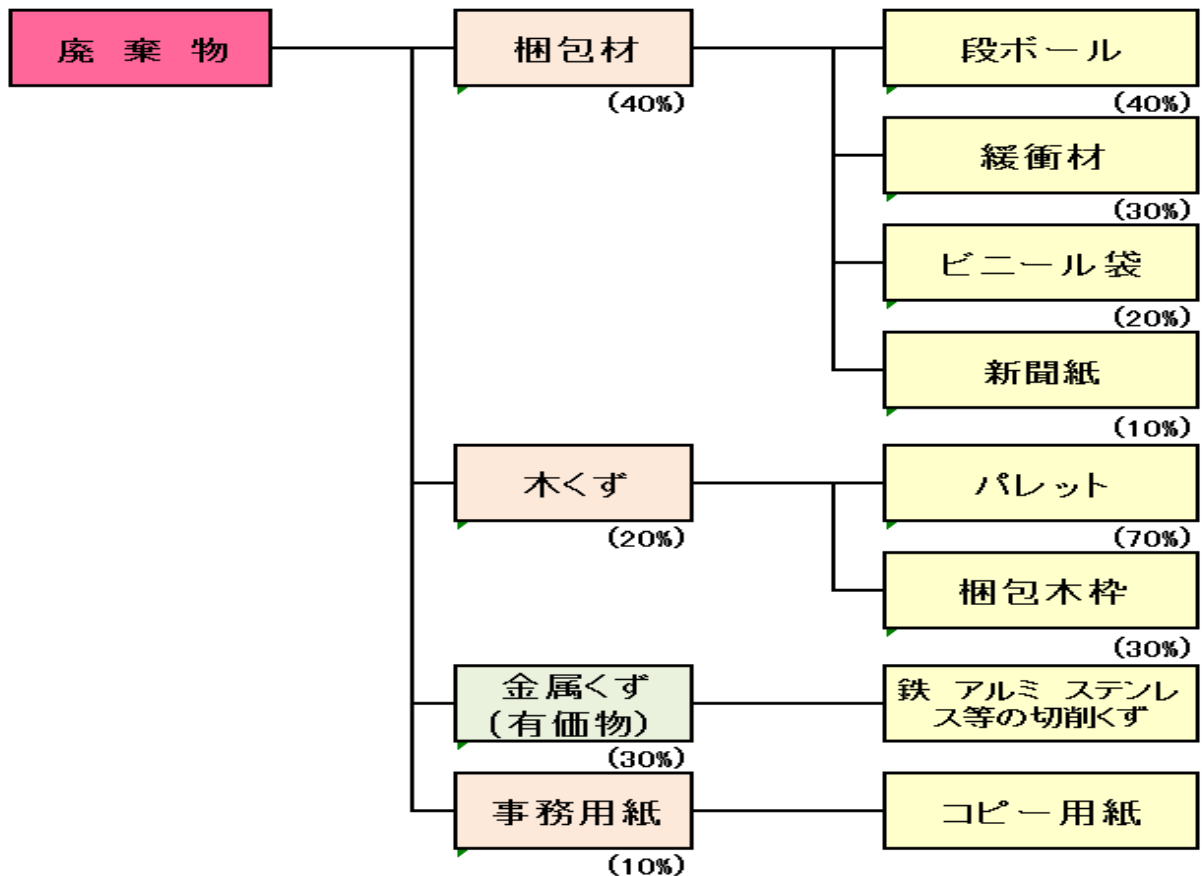 廃棄物
梱包材
(40%)
段ボール
(40%)
緩衝材
(30%)
ビニール袋
(20%)
新聞紙
(10%)
木くず
(20%)
パレット
(70%)
梱包木枠
(30%)
金属くず
(有価物)
(30%)
鉄 アルミ ステンレ
ス等の切削くず
事務用紙
(10%)
コピー用紙